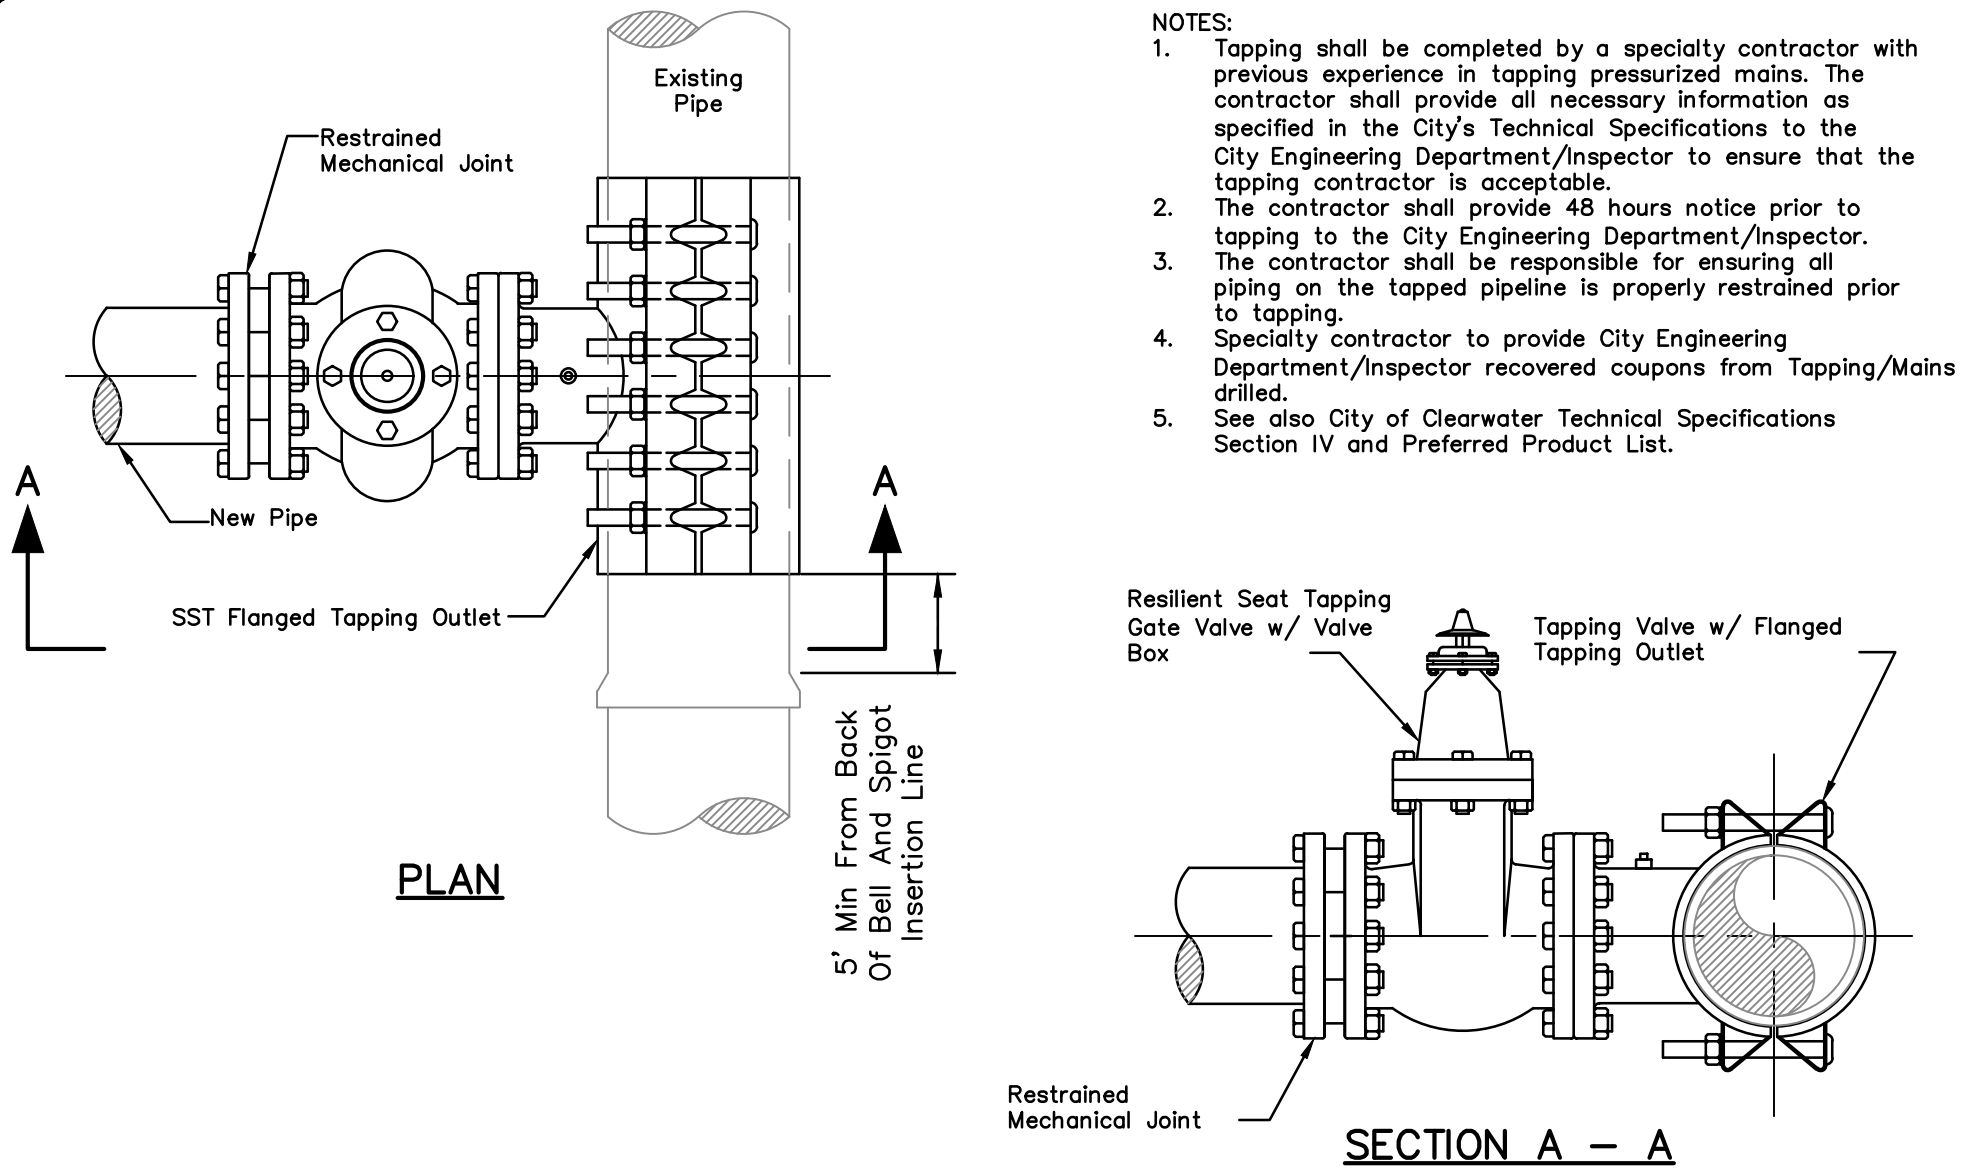 Existing
Pipe
Restrained
Mechanical Joint
A
A
New Pipe
SST Flanged Tapping Outlet
5' Min From Back
Of Bell And Spigot
Insertion Line
PLAN
NOTES:
1. Tapping shall be completed by a specialty contractor with
previous experience in tapping pressurized mains. The
contractor shall provide all necessary information as
specified in the City's Technical Specifications to the
City Engineering Department/Inspector to ensure that the
tapping contractor is acceptable.
2. The contractor shall provide 48 hours notice prior to
tapping to the City Engineering Department/Inspector.
3. The contractor shall be responsible for ensuring all
piping on the tapped pipeline is properly restrained prior
to tapping.
4. Specialty contractor to provide City Engineering
Department/Inspector recovered coupons from Tapping/Mains
drilled.
5. See also City of Clearwater Technical Specifications
Section IV and Preferred Product List.
Resilient Seat Tapping
Gate Valve w/ Valve
Box
Tapping Valve w/ Flanged
Tapping Outlet
Restrained
Mechanical Joint
SECTION A - A